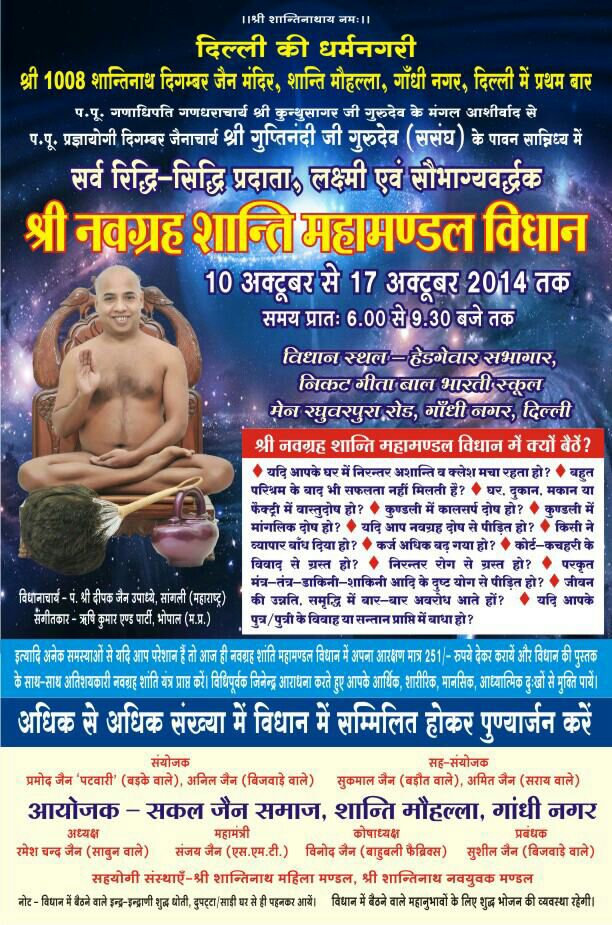 ।।श्री शान्तिनाथाय नमः।।
दिल्ली की धर्मनगरी
श्री 1008 शान्तिनाथ दिगम्बर जैन मंदिर, शान्ति मौहल्ला, गाँधी नगर, दिल्ली में प्रथम बार
प.पू. गणाधिपति गणधराचार्य श्री कुन्थुसागर जी गुरुदेव के मंगल आशीर्वाद से
प.पू. प्रज्ञायोगी दिगम्बर जैनाचार्य श्री गुप्तिनंदी जी गुरुदेव (ससंघ) के पावन सान्निध्य में
सर्व रिद्धि-सिद्धि प्रदाता, लक्ष्मी एवं सौभाग्यवर्द्धक
श्री नवग्रह शान्ति महामण्डल विधान
10 अक्टूबर से 17 अक्टूबर 2014 तक
समय प्रातः 6.00 से 9.30 बजे तक
विधान स्थल – हेडगेवार सभागार,
निकट गीता बाल भारती स्कूल
मेन रघुवरपुरा रोड, गाँधी नगर, दिल्ली
श्री नवग्रह शान्ति महामण्डल विधान में क्यों बैठें?
♦ यदि आपके घर में निरन्तर अशान्ति व क्लेश मचा रहता हो? ♦ बहुत
परिश्रम के बाद भी सफलता नहीं मिलती है? ♦ घर, दुकान, मकान या
फैक्ट्री में वास्तुदोष हो? ♦ कुण्डली में कालसर्प दोष हो? ♦ कुण्डली में
मांगलिक दोष हो? ♦ यदि आप नवग्रह दोष से पीड़ित हो? ♦ किसी ने
व्यापार बाँध दिया हो? ♦ कर्ज अधिक बढ़ गया हो? ♦ कोर्ट-कचहरी के
विवाद से ग्रस्त हो? ♦ निरन्तर रोग से ग्रस्त हो? ♦ परकृत
मंत्र-तंत्र-डाकिनी-शाकिनी आदि के दुष्ट योग से पीड़ित हो? ♦ जीवन
की उन्नति, समृद्धि में बार-बार अवरोध आते हों? ♦ यदि आपके
पुत्र/पुत्री के विवाह या सन्तान प्राप्ति में बाधा हो?
विधानाचार्य - पं. श्री दीपक जैन उपाध्ये, सांगली (महाराष्ट्र)
संगीतकार - ऋषि कुमार एण्ड पार्टी, भोपाल (म.प्र.)
इत्यादि अनेक समस्याओं से यदि आप परेशान हैं तो आज ही नवग्रह शांति महामण्डल विधान में अपना आरक्षण मात्र 251/- रुपये देकर करायें और विधान की पुस्तक
के साथ-साथ अतिशयकारी नवग्रह शांति यंत्र प्राप्त करें। विधिपूर्वक जिनेन्द्र आराधना करते हुए आपके आर्थिक, शारीरिक, मानसिक, आध्यात्मिक दुःखों से मुक्ति पायें।
अधिक से अधिक संख्या में विधान में सम्मिलित होकर पुण्यार्जन करें
संयोजक सह-संयोजक
प्रमोद जैन 'पटवारी' (बड़के वाले), अनिल जैन (बिजवाड़े वाले) सुकमाल जैन (बड़ौत वाले), अमित जैन (सराय वाले)
आयोजक – सकल जैन समाज, शान्ति मौहल्ला, गांधी नगर
अध्यक्ष महामंत्री कोषाध्यक्ष प्रबंधक
रमेश चन्द जैन (साबुन वाले) संजय जैन (एस.एम.टी.) विनोद जैन (बाहुबली फैब्रिक्स) सुशील जैन (बिजवाड़े वाले)
सहयोगी संस्थाएँ-श्री शान्तिनाथ महिला मण्डल, श्री शान्तिनाथ नवयुवक मण्डल
नोट - विधान में बैठने वाले इन्द्र-इन्द्राणी शुद्ध धोती, दुपट्टा/साडी घर से ही पहनकर आयें। विधान में बैठने वाले महानुभावों के लिए शुद्ध भोजन की व्यवस्था रहेगी।